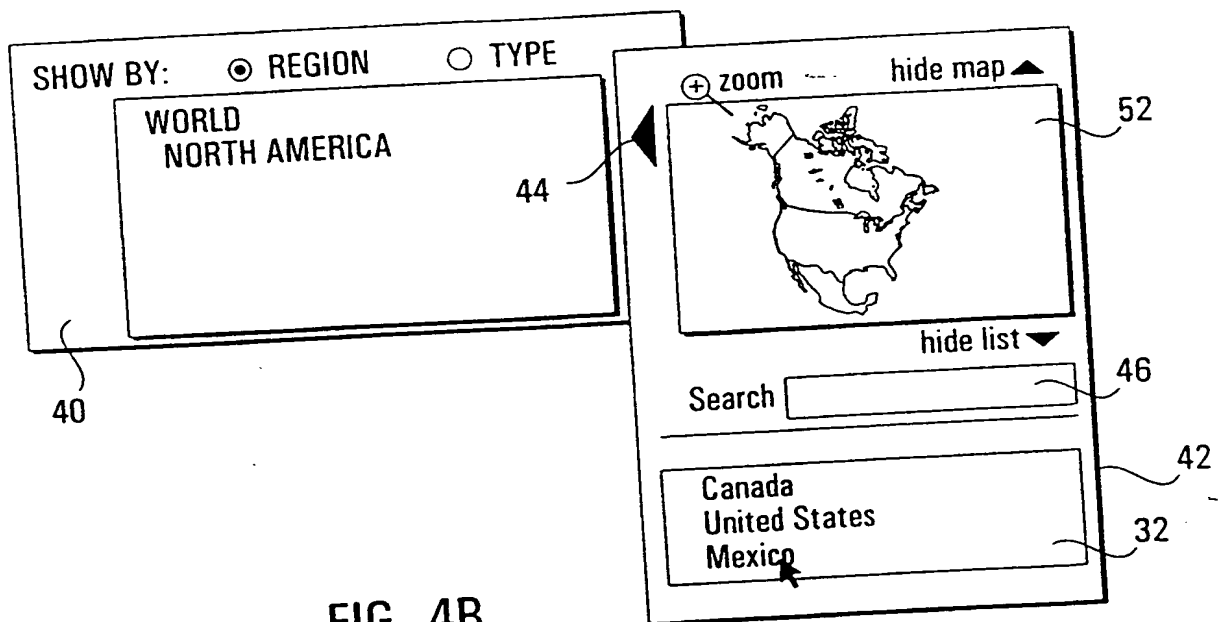 SHOW BY: REGION TYPE
WORLD
NORTH AMERICA
40
44
zoom hide map
52
hide list
Search
46
42
Canada
United States
Mexico
32
FIG. 4B